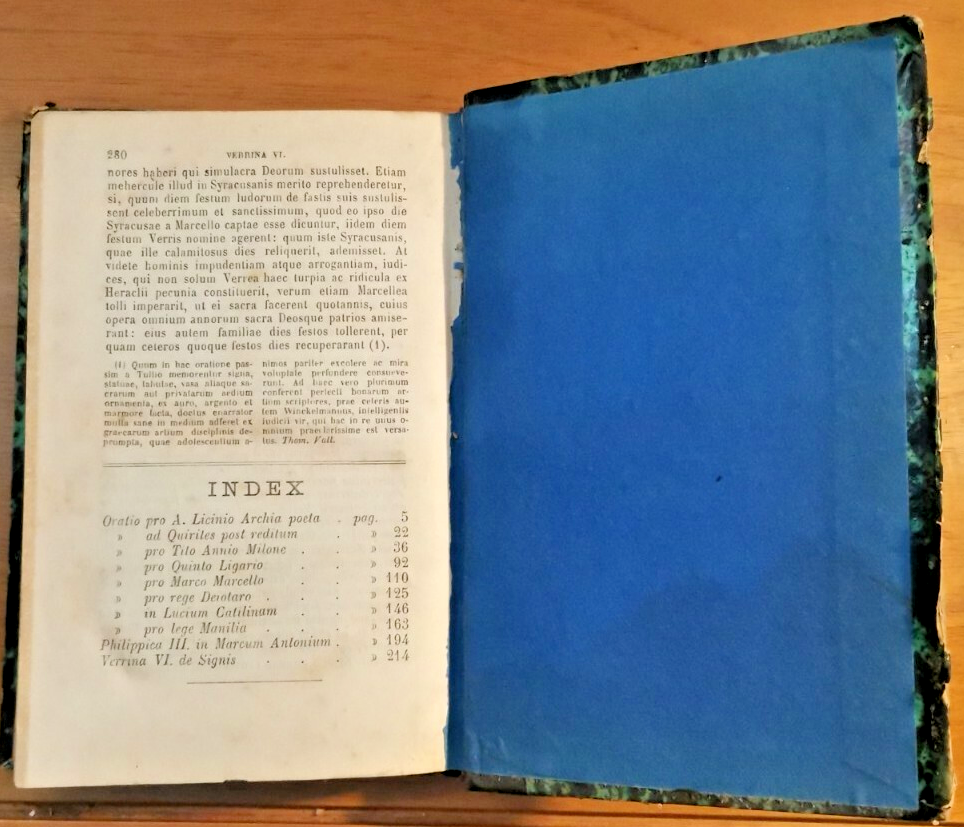 280
VERRINA VI.
nores haberi qui simulacra Deorum sustulisset. Etiam
mehercule illud in Syracusanis merito reprehenderetur,
si, quum diem festum ludorum de fastis suis sustulis-
sent celeberrimum et sanctissimum, quod eo ipso die
Syracusae a Marcello captae esse dicuntur, iidem diem
festum Verris nomine agerent: quum iste Syracusanis,
quae ille calamitosus dies reliquerit, ademisset. At
videte hominis impudentiam atque arrogantiam, iudi-
ces, qui non solum Verrea haec turpia ac ridicula ex
Heraclii pecunia constituerit, verum etiam Marcellea
tolli imperarit, ut ei sacra facerent quotannis, cuius
opera omnium annorum sacra Deosque patrios amise-
rant: eius autem familiae dies festos tollerent, per
quam ceteros quoque festos dies recuperarant (1).
(1) Quum in hac oratione pas-
sim a Tullio memorentur signa,
statuae, tabulae, vasa aliaque sa-
crarum aut privatarum aedium
ornamenta, ex auro, argento et
marmore facta, doctus enarrator
multa sane in medium adferet ex
graecarum artium disciplinis de-
prompta, quae adolescentium a-
nimos pariter excolere ac mira
voluptate perfundere consueve-
runt. Ad haec vero plurimum
conferent perlecti bonarum ar-
tium scriptores, prae celeris au-
tem Winckelmannus, intelligentis
iudicii vir, qui hac in re unus o-
mnium praeclarissime est versa-
tus. Thom. Vall.
INDEX
Oratio pro A. Licinio Archia poeta . pag. 5
» ad Quirites post reditum . » 22
» pro Tito Annio Milone . . » 36
» pro Quinto Ligario . . » 92
» pro Marco Marcello . . » 110
» pro rege Deiotaro . . . » 125
» in Lucium Catilinam . . » 146
» pro lege Manilia . . . » 163
Philippica III. in Marcum Antonium . » 194
Verrina VI. de Signis . . . » 214